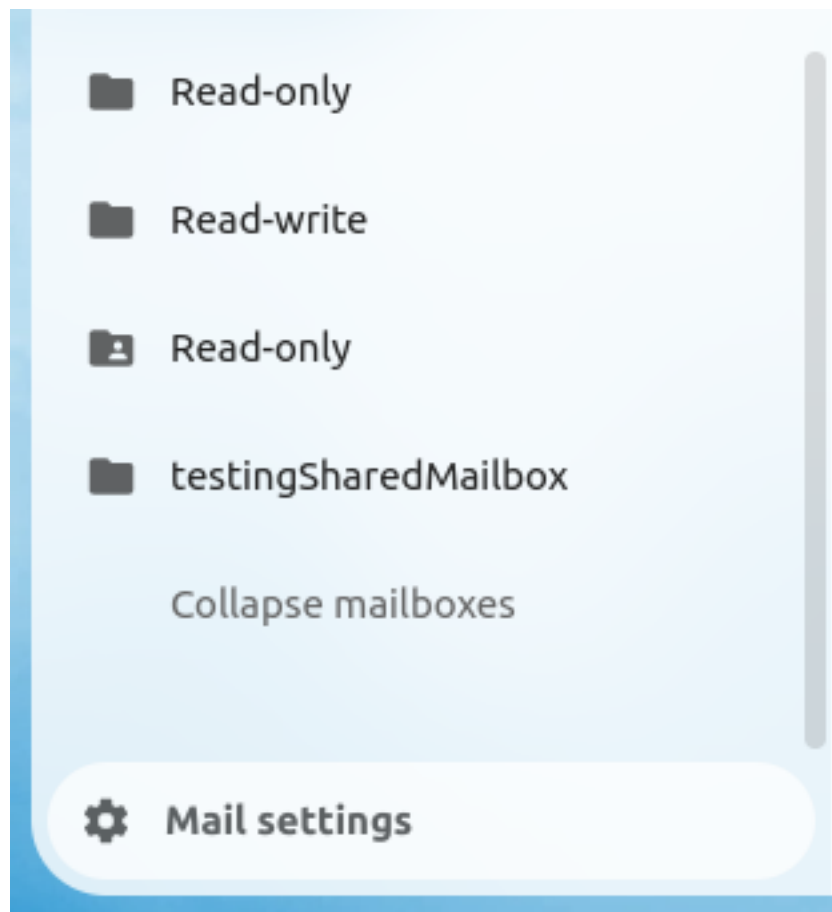 Read-only
Read-write
Read-only
testingSharedMailbox
Collapse mailboxes
Mail settings